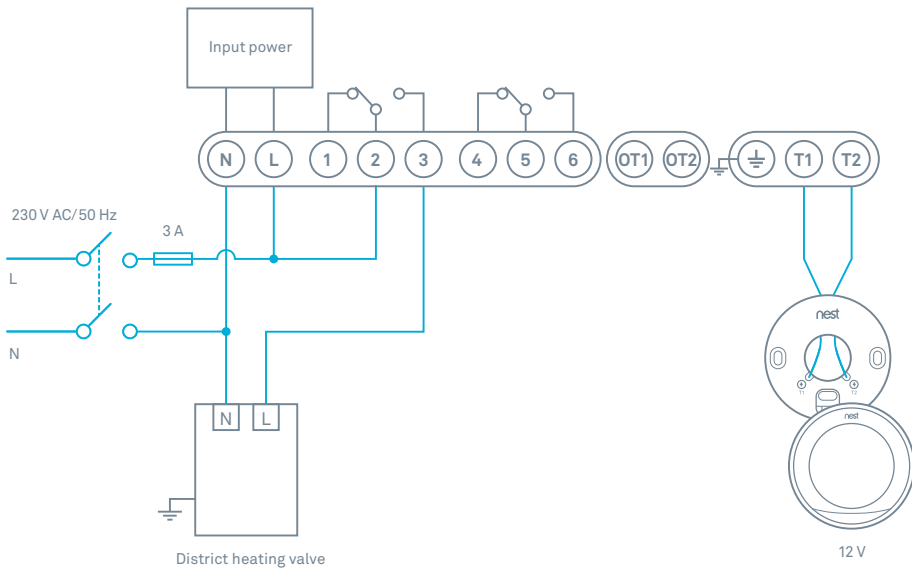 Input power
N L 1 2 3 4 5 6 OT1 OT2 T1 T2
230 V AC/50 Hz
3 A
L
N
nest
T1 T2
N L
nest
12 V
District heating valve